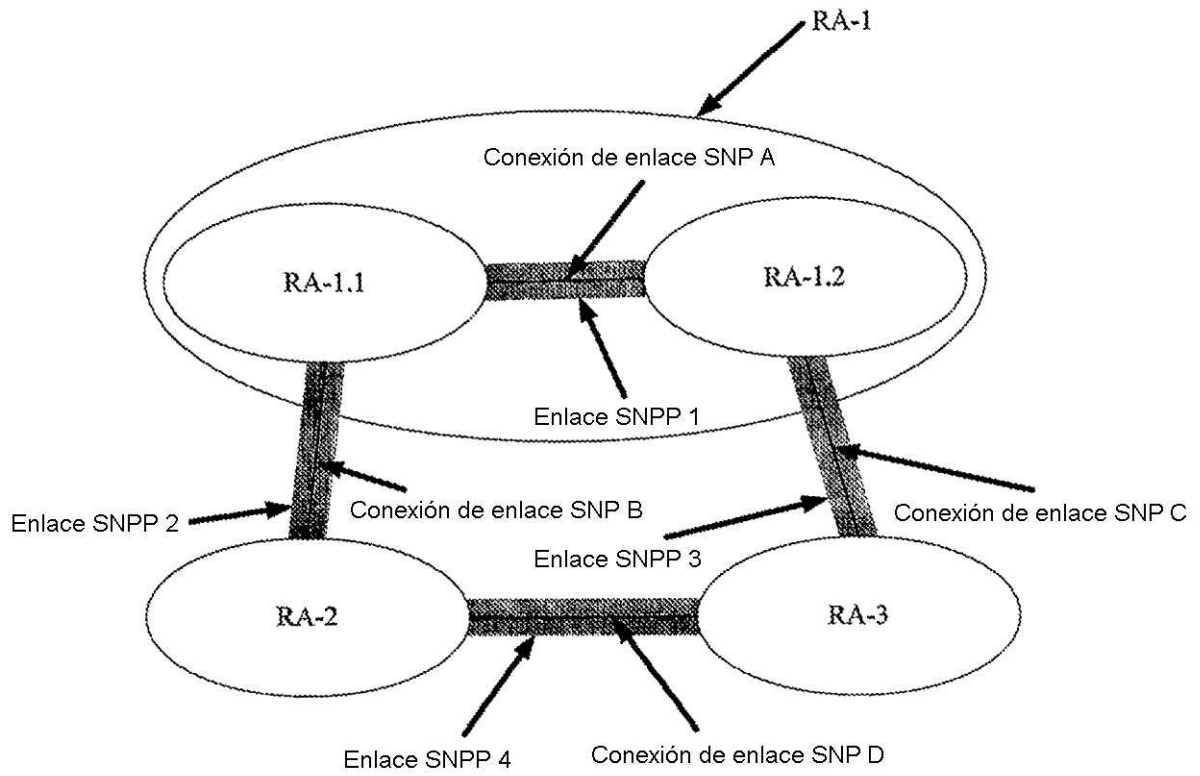 RA-1
Conexión de enlace SNP A
RA-1.1
RA-1.2
Enlace SNPP 1
Enlace SNPP 2
Conexión de enlace SNP B
Conexión de enlace SNP C
Enlace SNPP 3
RA-2
RA-3
Enlace SNPP 4
Conexión de enlace SNP D